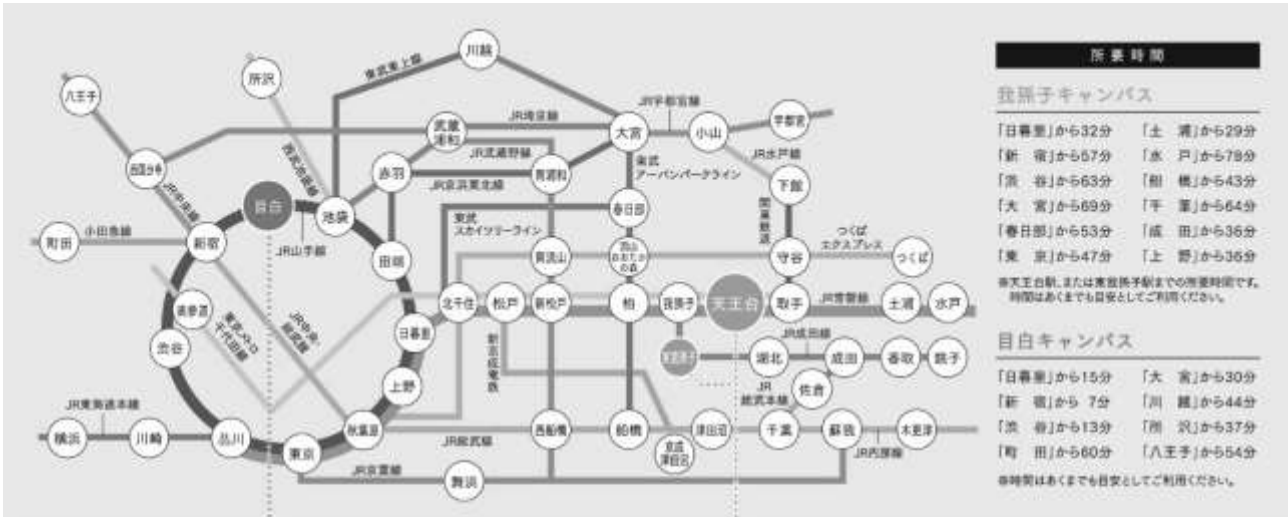 川越
所沢
東武東上線
八王子
JR宇都宮線
JR埼京線
武蔵
浦和
大宮
小山
宇都宮
JR武蔵野線
JR水戸線
西国分寺
西武池袋線
赤羽
南浦和
東武
アーバンパークライン
下館
JR京浜東北線
JR中央線
目白
池袋
春日部
関東鉄道
小田急線
東武
スカイツリーライン
つくば
エクスプレス
町田
新宿
JR山手線
田端
南流山
流山
おおたか
の森
守谷
つくば
表参道
北千住
松戸
新松戸
柏
我孫子
天王台
取手
JR常磐線
土浦
水戸
東京メトロ
千代田線
JR中央・
総武線
日暮里
渋谷
新京成電鉄
JR成田線
東我孫子
湖北
成田
香取
銚子
上野
JR
総武本線
佐倉
JR東海道本線
横浜
川崎
品川
東京
秋葉原
JR総武線
西船橋
船橋
京成
津田沼
津田沼
千葉
蘇我
木更津
JR京葉線
舞浜
JR内房線
所要時間
我孫子キャンパス
「日暮里」から32分 「土 浦」から29分
「新 宿」から57分 「水 戸」から78分
「渋 谷」から63分 「船 橋」から43分
「大 宮」から69分 「千 葉」から64分
「春日部」から53分 「成 田」から36分
「東 京」から47分 「上 野」から36分
※天王台駅、または東我孫子駅までの所要時間です。
時間はあくまでも目安としてご利用ください。
目白キャンパス
「日暮里」から15分 「大 宮」から30分
「新 宿」から 7分 「川 越」から44分
「渋 谷」から13分 「所 沢」から37分
「町 田」から60分 「八王子」から54分
※時間はあくまでも目安としてご利用ください。